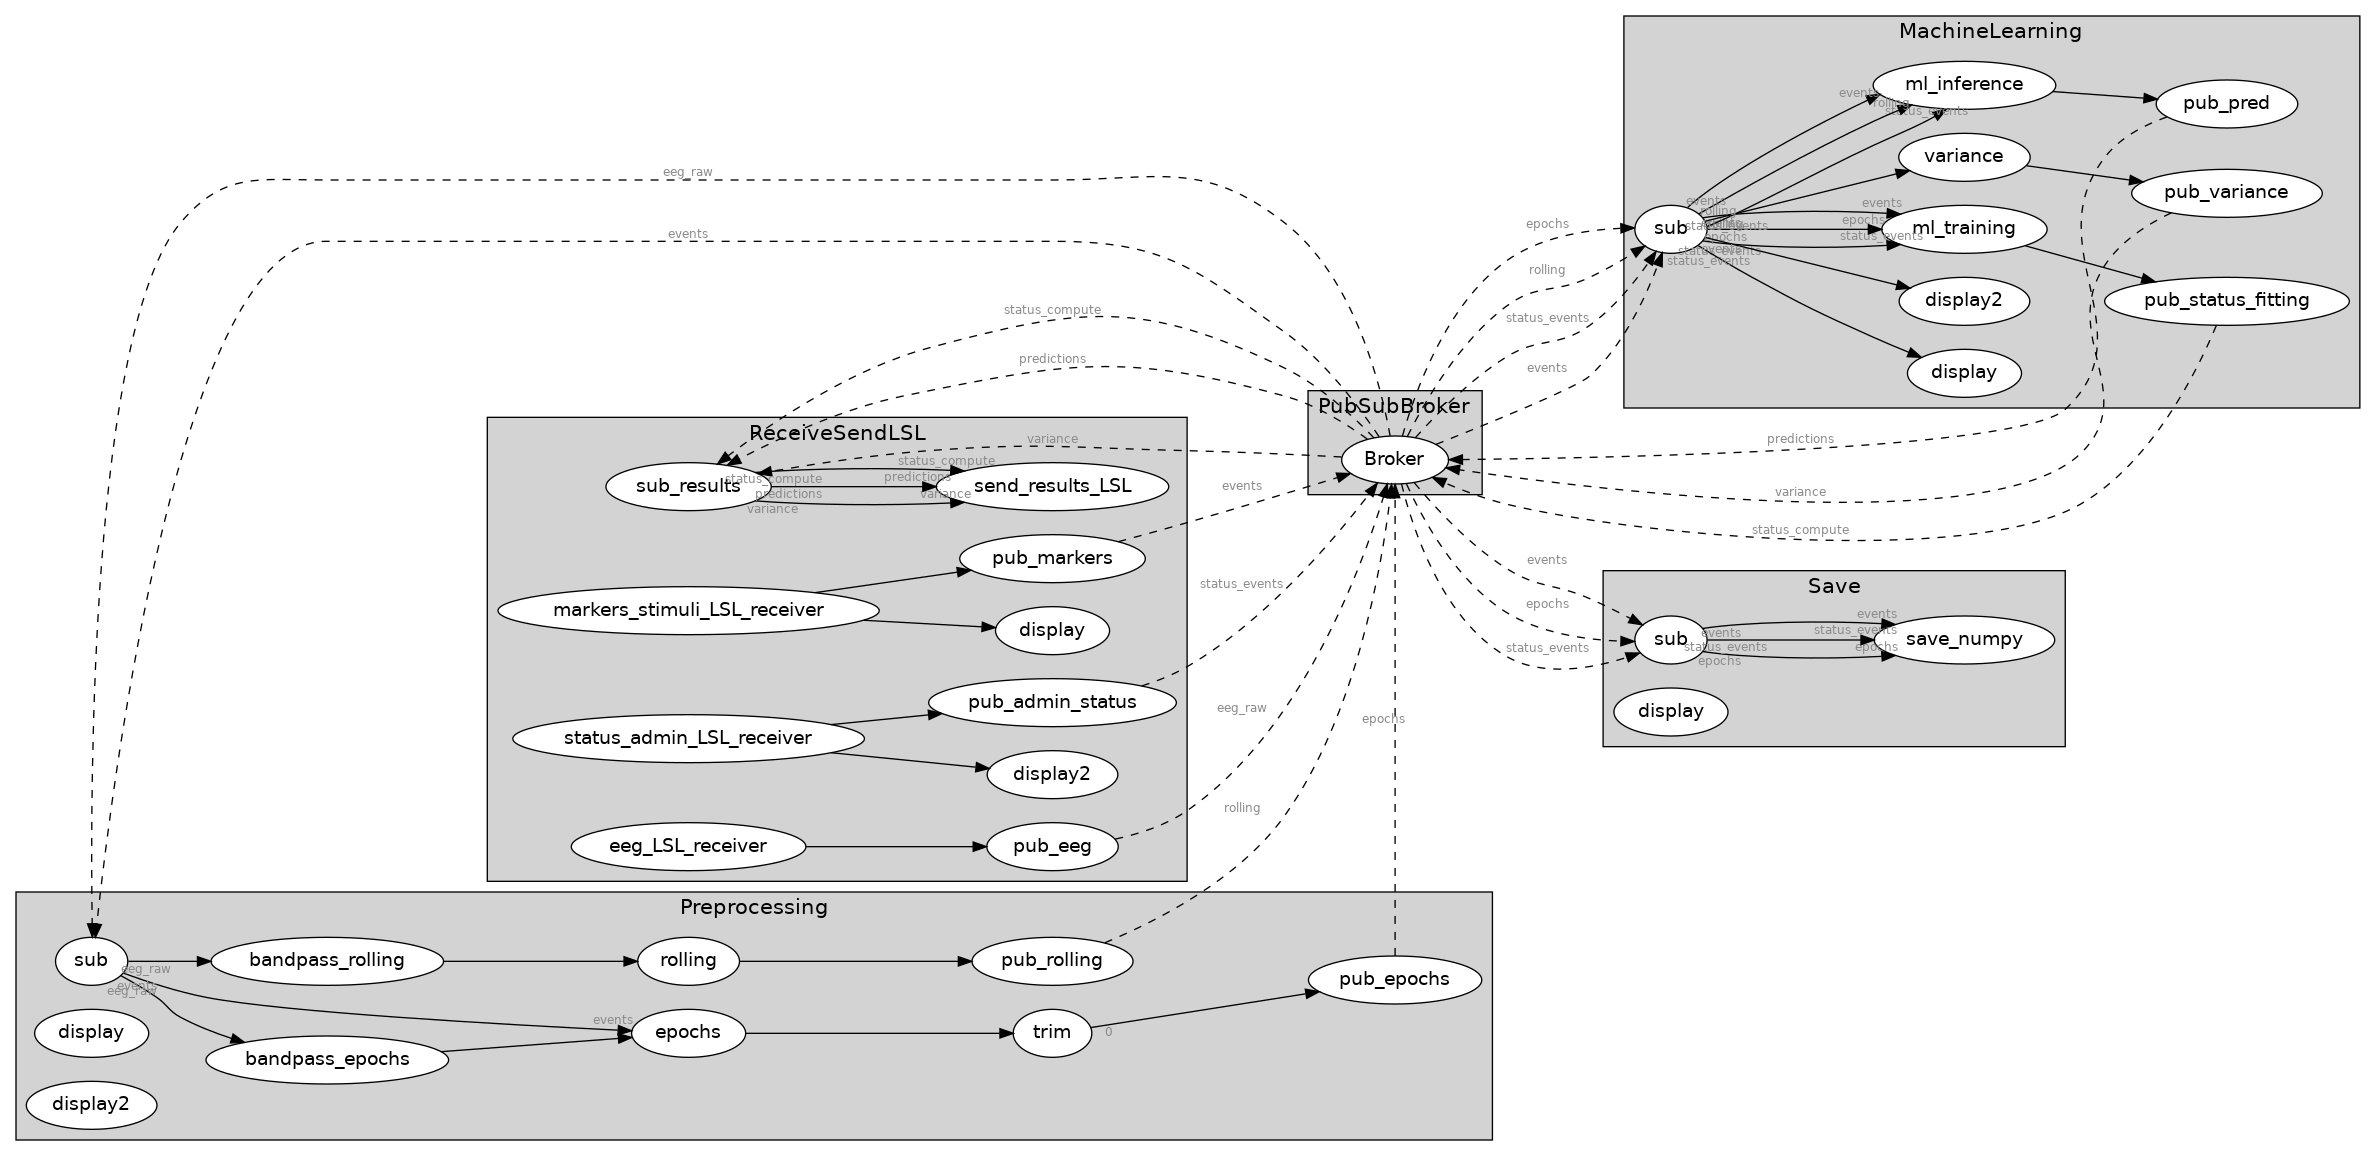 MachineLearning
ml_inference
pub_pred
events
rolling
status_events
variance
pub_variance
sub
events
rolling
status_events
epochs
events
status_events
status_events
events
epochs
status_events
ml_training
display2
pub_status_fitting
display
eeg_raw
events
status_compute
predictions
variance
epochs
rolling
status_events
events
PubSubBroker
Broker
predictions
variance
status_compute
ReceiveSendLSL
sub_results
status_compute
predictions
variance
status_compute
predictions
variance
send_results_LSL
events
pub_markers
markers_stimuli_LSL_receiver
display
status_events
pub_admin_status
status_admin_LSL_receiver
display2
eeg_raw
eeg_LSL_receiver
pub_eeg
rolling
epochs
events
epochs
status_events
Save
sub
events
status_events
epochs
events
status_events
epochs
save_numpy
display
Preprocessing
sub
bandpass_rolling
rolling
pub_rolling
pub_epochs
eeg_raw
events
eeg_raw
display
events
epochs
trim
0
bandpass_epochs
display2